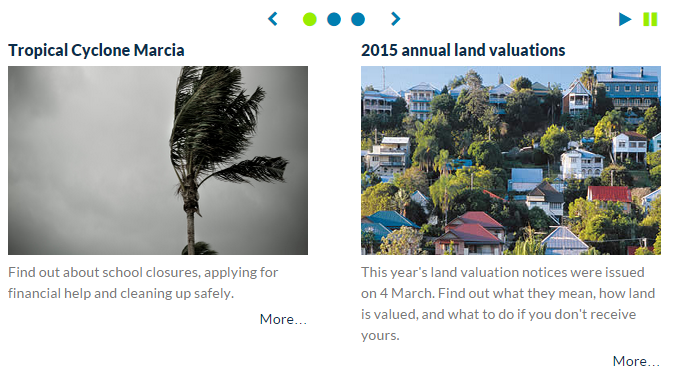 Tropical Cyclone Marcia
Find out about school closures, applying for
financial help and cleaning up safely.
More...
2015 annual land valuations
This year's land valuation notices were issued
on 4 March. Find out what they mean, how land
is valued, and what to do if you don't receive
yours.
More...